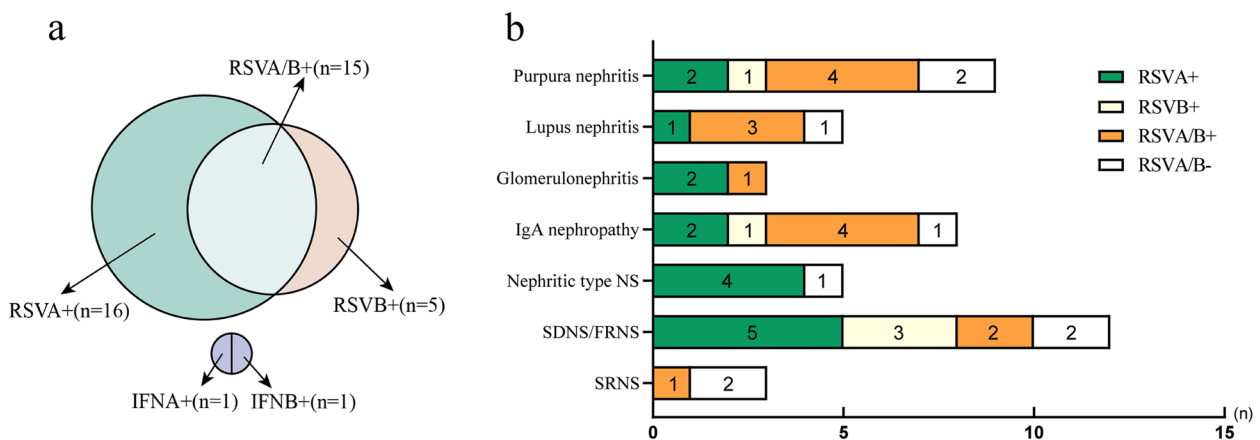 a
RSVA/B+(n=15)
RSVA+(n=16)
RSVB+(n=5)
IFNA+(n=1)
IFNB+(n=1)
b
Purpura nephritis 2 1 4 2
Lupus nephritis 1 3 1
Glomerulonephritis 2 1
IgA nephropathy 2 1 4 1
Nephritic type NS 4 1
SDNS/FRNS 5 3 2 2
SRNS 1 2
0 5 10 15 (n)
RSVA+
RSVB+
RSVA/B+
RSVA/B-